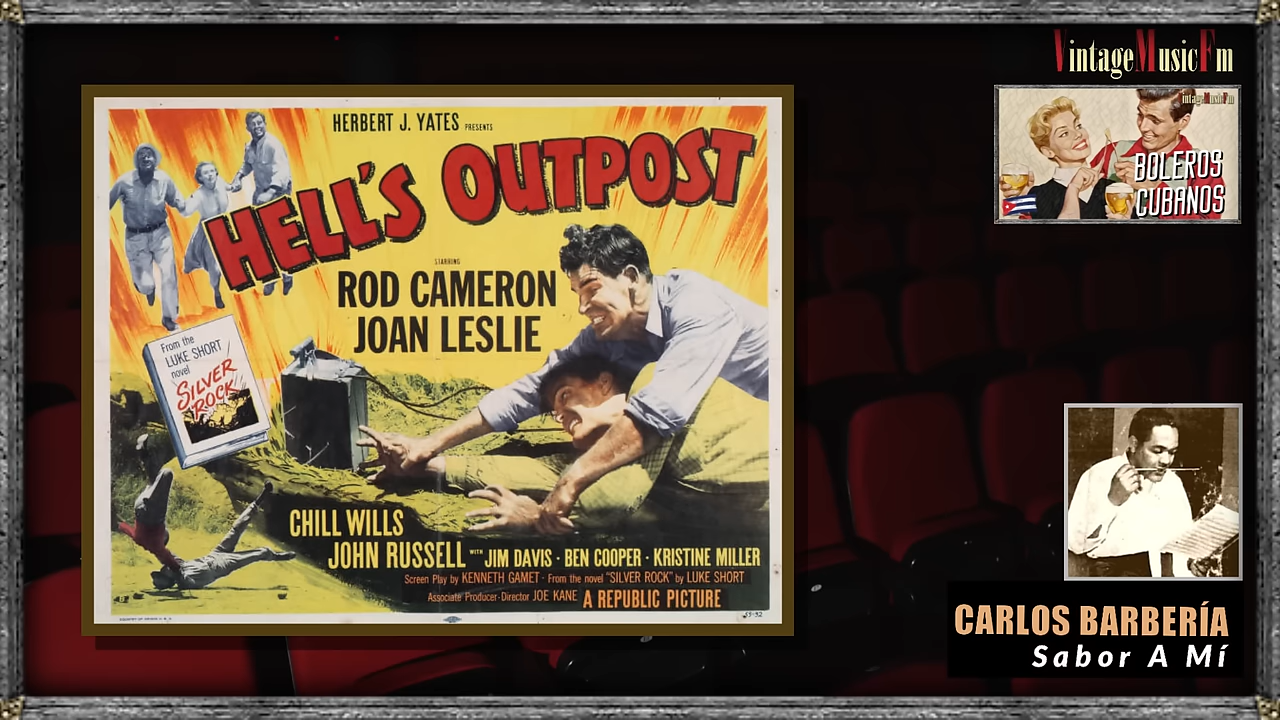 VintageMusicFm
HERBERT J. YATES PRESENTS
HELL'S OUTPOST
STARRING
ROD CAMERON
JOAN LESLIE
From the
LUKE SHORT
novel
SILVER
ROCK
CHILL WILLS
JOHN RUSSELL WITH JIM DAVIS · BEN COOPER · KRISTINE MILLER
Screen Play by KENNETH GAMET · From the novel "SILVER ROCK" by LUKE SHORT
Associate Producer-Director JOE KANE A REPUBLIC PICTURE
intageMusicFm
BOLEROS
CUBANOS
CARLOS BARBERÍA
Sabor A Mí